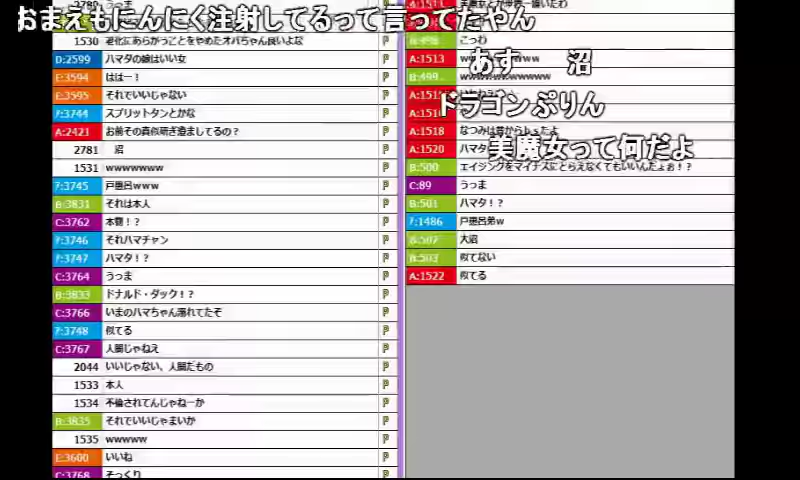 おまえもにんにく注射してるって言ってたやん
1530 老化にあらがうことをやめたオバちゃん良いよな
D:2599 ハマタの娘はいい女
E:3594 はは-！
E:3595 それでいいじゃない
7:3744 スプリットタンとかな
A:2421 お前その真似研ぎ澄ましてるの？
2781 沼
1531 wwwwwww
7:3745 戸愚呂www
B:3831 それは本人
C:3762 本物！？
7:3746 それハマチャン
7:3747 ハマタ！？
C:3764 うっま
B:3833 ドナルド・ダック！？
C:3766 いまのハマちゃん濡れてたぞ
7:3748 似てる
C:3767 人間じゃねえ
2044 いいじゃない、人間だもの
1533 本人
1534 不倫されてんじゃねーか
B:3835 それでいいじゃまいか
1535 wwwww
E:3600 いいね
C:3768 そっくり
こっわ
A:1513
あす 沼
B:499
ドラゴンぷりん
A:1518 なつみは昔からbsだよ
A:1520 ハマタ
美魔女って何だよ
B:500 エイジングをマイナスにとらえなくてもいいんだょお！？
C:89 うっま
B:501 ハマタ！？
7:1486 戸愚呂弟w
B:502 大沼
B:503 似てない
A:1522 似てる